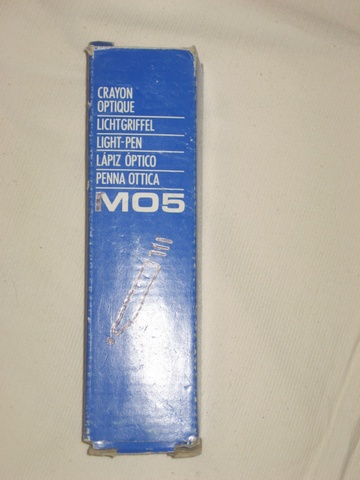 CRAYON
OPTIQUE
LICHTGRIFFEL
LIGHT-PEN
LÁPIZ ÓPTICO
PENNA OTTICA
MO5